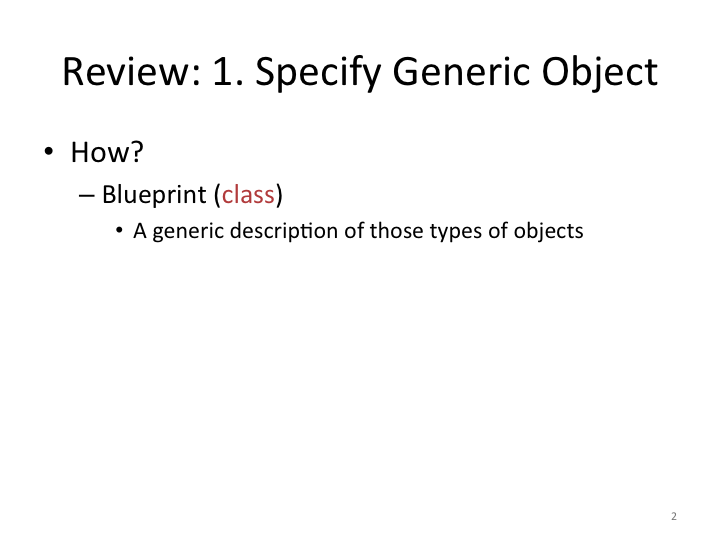 Review: 1. Specify Generic Object
• How?
– Blueprint (class)
• A generic description of those types of objects
2